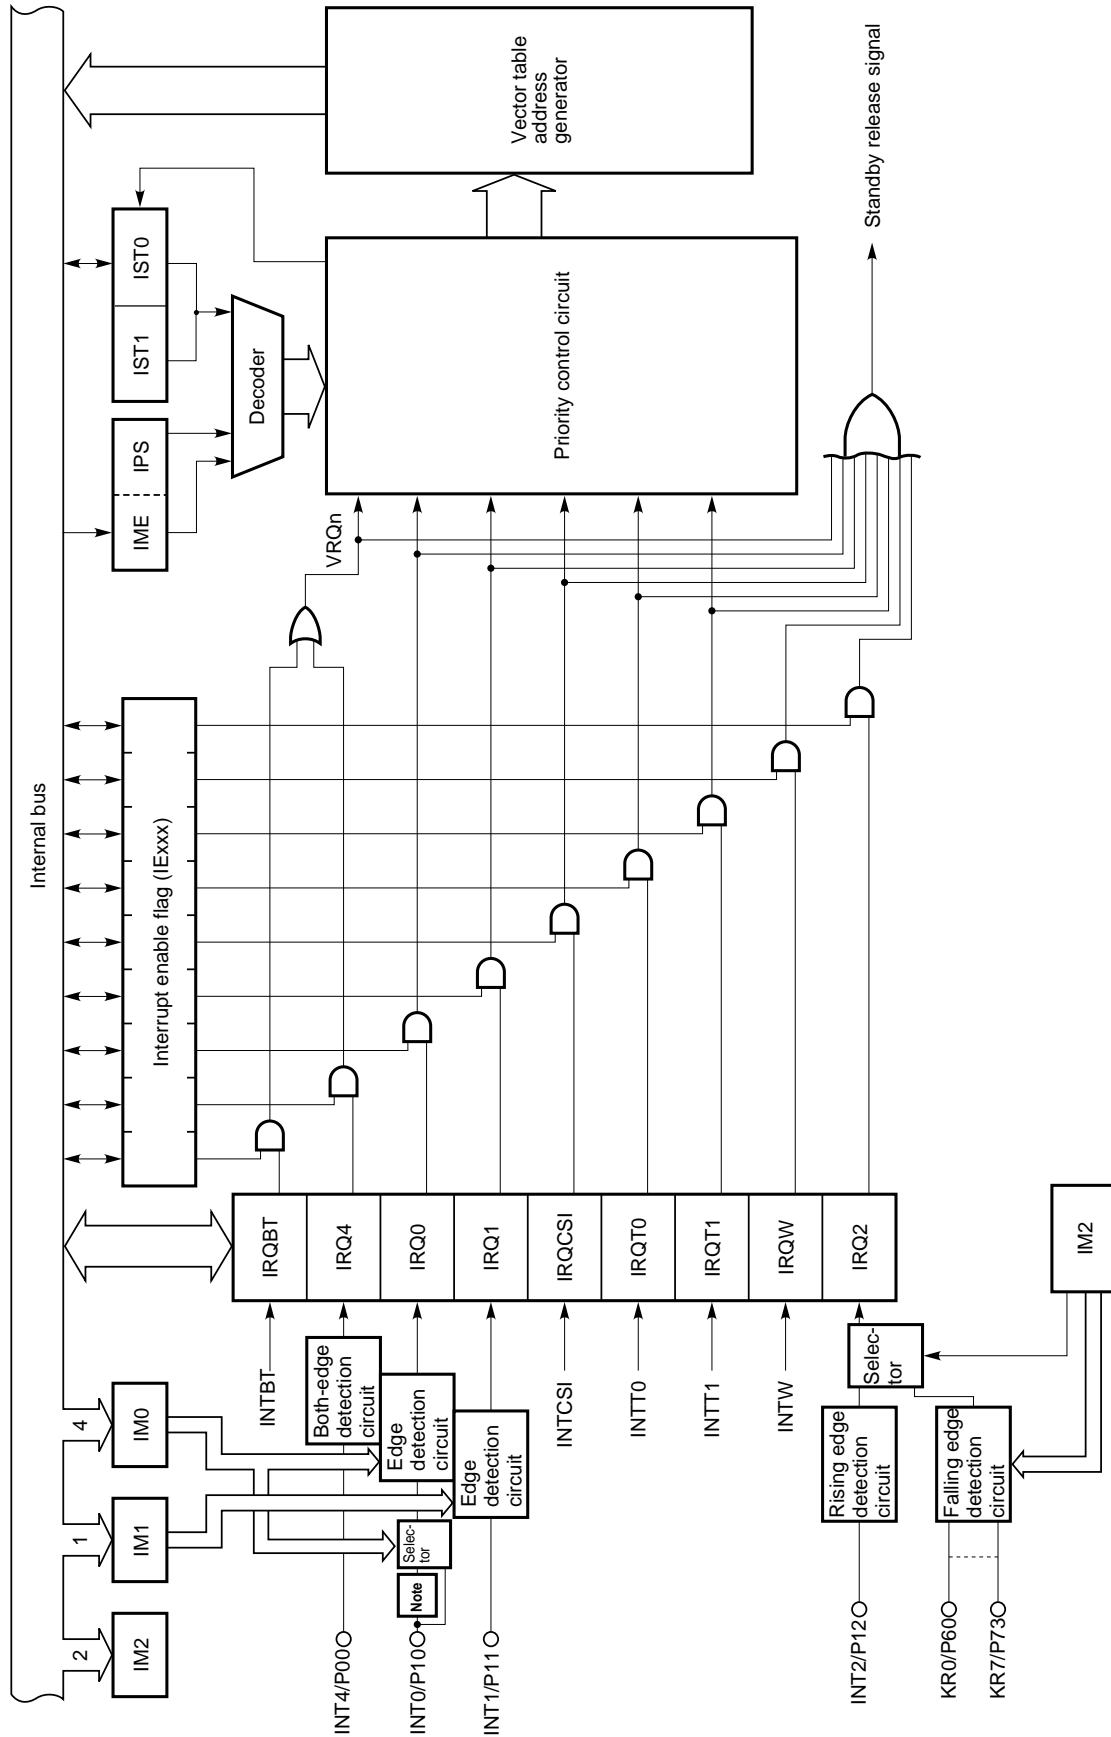 Internal bus
2
1
4
IM2
IM1
IM0
Interrupt enable flag (IExxx)
IME
IPS
IST1
IST0
Decoder
VRQn
INTBT
IRQBT
INT4/P00
Both-edge
detection
circuit
IRQ4
INT0/P10
Note
Selec-
tor
Edge
detection
circuit
IRQ0
INT1/P11
Edge
detection
circuit
IRQ1
INTCSI
IRQCSI
INTT0
IRQT0
INTT1
IRQT1
INTW
IRQW
INT2/P12
Rising edge
detection
circuit
Selec-
tor
IRQ2
KR0/P60
KR7/P73
Falling edge
detection
circuit
IM2
Priority control circuit
Vector table
address
generator
Standby release signal